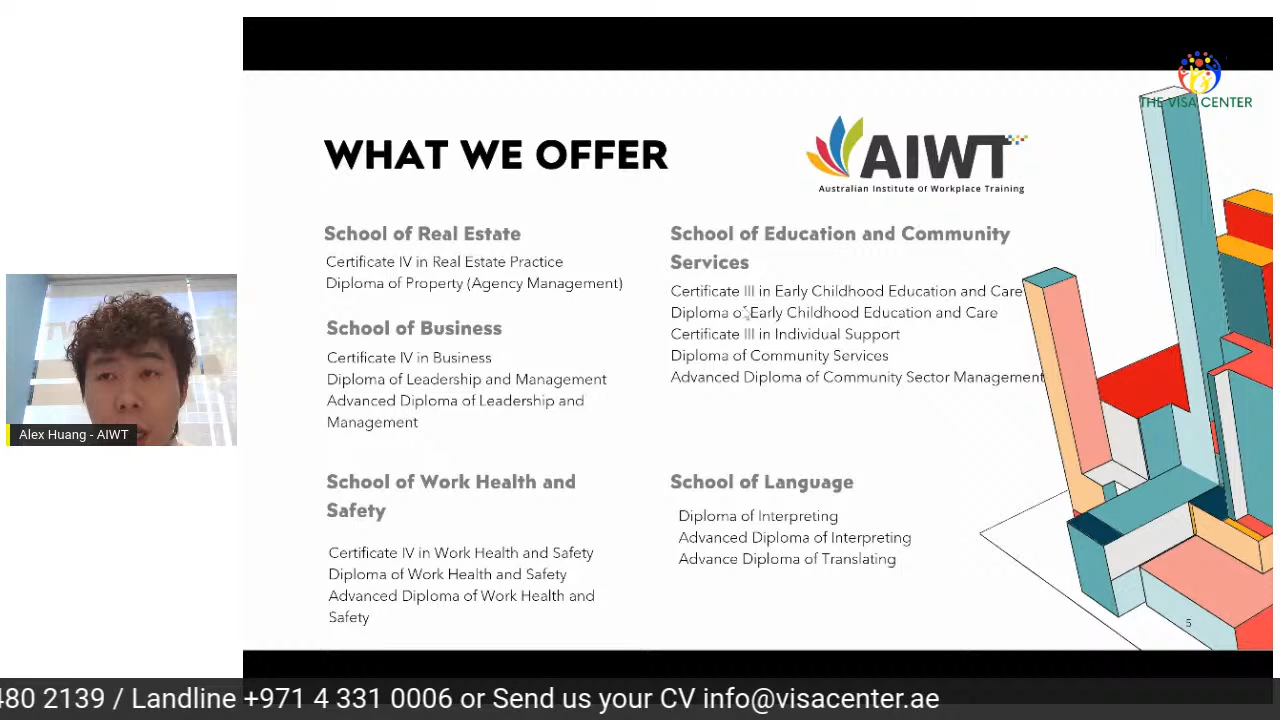 THE VISA CENTER
WHAT WE OFFER
AIWT
Australian Institute of Workplace Training
School of Real Estate
Certificate IV in Real Estate Practice
Diploma of Property (Agency Management)
School of Business
Certificate IV in Business
Diploma of Leadership and Management
Advanced Diploma of Leadership and
Management
School of Work Health and
Safety
Certificate IV in Work Health and Safety
Diploma of Work Health and Safety
Advanced Diploma of Work Health and
Safety
School of Education and Community
Services
Certificate III in Early Childhood Education and Care
Diploma of Early Childhood Education and Care
Certificate III in Individual Support
Diploma of Community Services
Advanced Diploma of Community Sector Management
School of Language
Diploma of Interpreting
Advanced Diploma of Interpreting
Advance Diploma of Translating
5
Alex Huang - AIWT
480 2139 / Landline +971 4 331 0006 or Send us your CV info@visacenter.ae